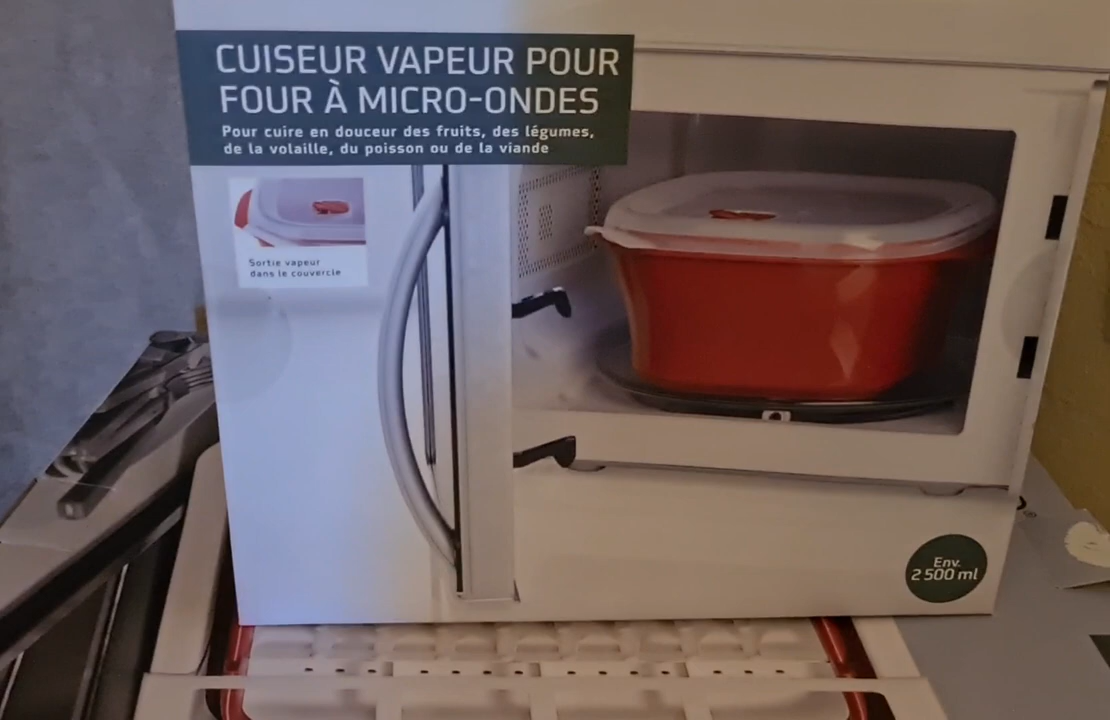 CUISEUR VAPEUR POUR
FOUR À MICRO-ONDES
Pour cuire en douceur des fruits, des légumes,
de la volaille, du poisson ou de la viande
Sortie vapeur
dans le couvercle
Env.
2 500 ml
®